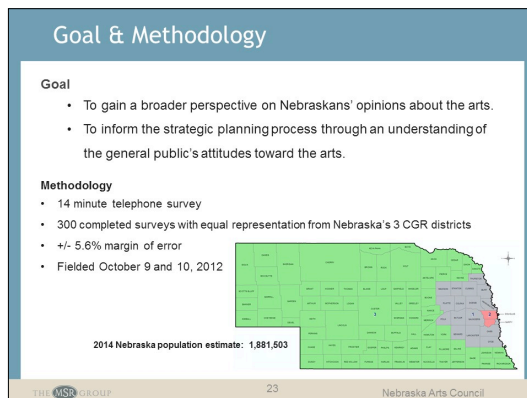 Goal & Methodology
Goal
• To gain a broader perspective on Nebraskans' opinions about the arts.
• To inform the strategic planning process through an understanding of
the general public's attitudes toward the arts.
Methodology
• 14 minute telephone survey
• 300 completed surveys with equal representation from Nebraska's 3 CGR districts
• +/- 5.6% margin of error
• Fielded October 9 and 10, 2012
3
1
2
2014 Nebraska population estimate: 1,881,503
THE MSR GROUP
23
Nebraska Arts Council